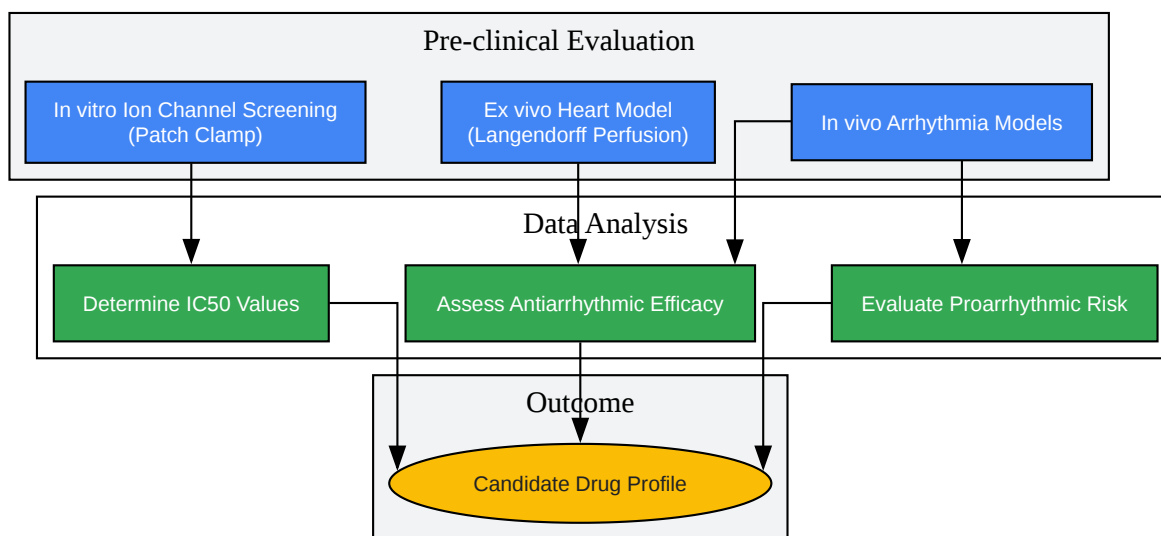 Pre-clinical Evaluation
In vitro Ion Channel Screening
(Patch Clamp)
Ex vivo Heart Model
(Langendorff Perfusion)
In vivo Arrhythmia Models
Data Analysis
Determine IC50 Values
Assess Antiarrhythmic Efficacy
Evaluate Proarrhythmic Risk
Outcome
Candidate Drug Profile